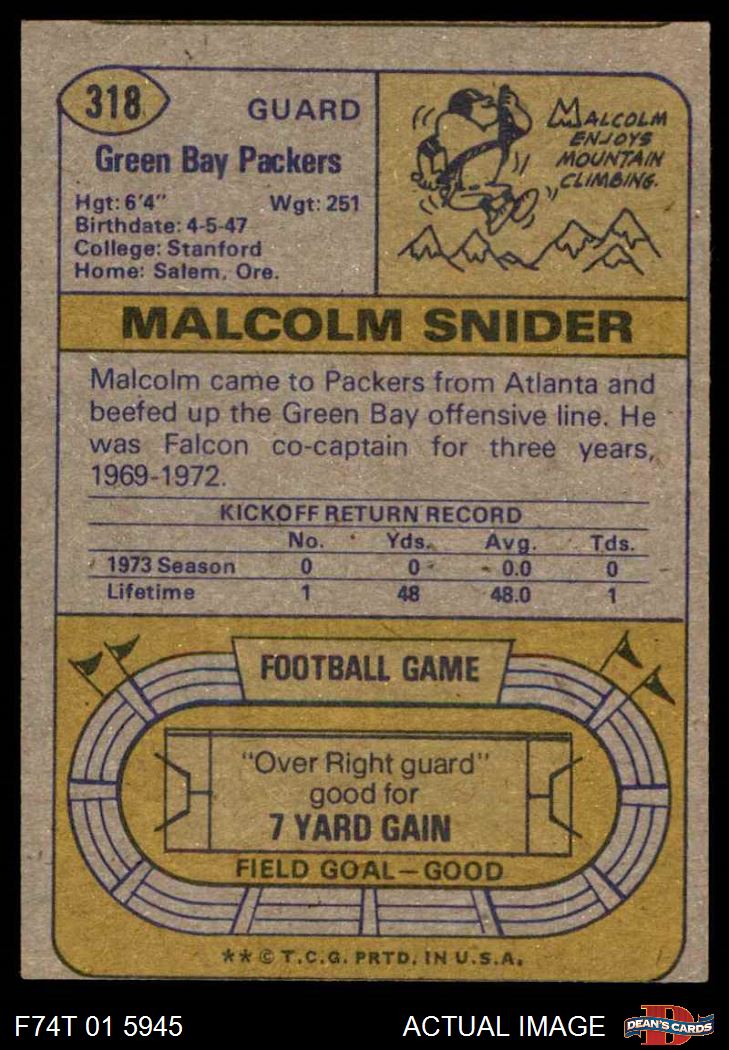 318
GUARD
Green Bay Packers
Hgt: 6'4" Wgt: 251
Birthdate: 4-5-47
College: Stanford
Home: Salem, Ore.
MALCOLM
ENJOYS
MOUNTAIN
CLIMBING.
MALCOLM SNIDER
Malcolm came to Packers from Atlanta and
beefed up the Green Bay offensive line. He
was Falcon co-captain for three years,
1969-1972.
KICKOFF RETURN RECORD
No. Yds. Avg. Tds.
1973 Season 0 0 0.0 0
Lifetime 1 48 48.0 1
FOOTBALL GAME
"Over Right guard"
good for
7 YARD GAIN
FIELD GOAL—GOOD
** © T.C.G. PRTD. IN U.S.A.
F74T 01 5945 ACTUAL IMAGE
D
DEAN'S CARDS